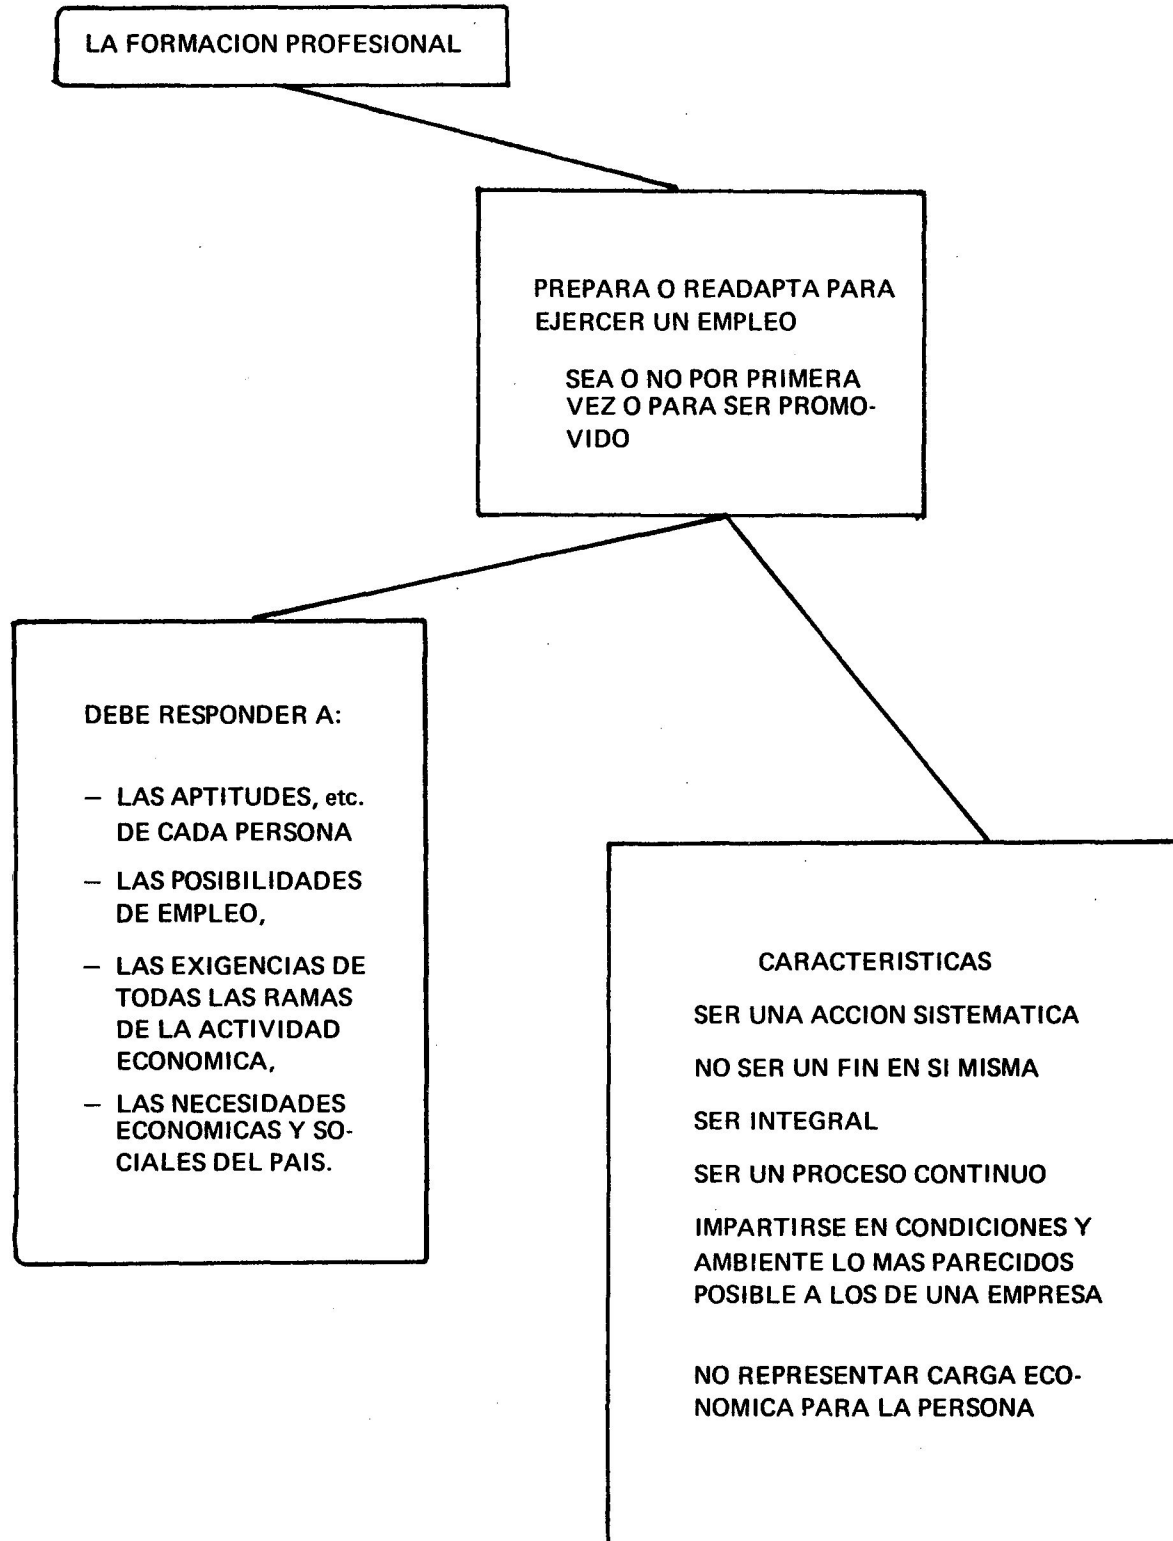 LA FORMACION PROFESIONAL
PREPARA O READAPTA PARA
EJERCER UN EMPLEO
SEA O NO POR PRIMERA
VEZ O PARA SER PROMO-
VIDO
DEBE RESPONDER A:
– LAS APTITUDES, etc.
DE CADA PERSONA
– LAS POSIBILIDADES
DE EMPLEO,
– LAS EXIGENCIAS DE
TODAS LAS RAMAS
DE LA ACTIVIDAD
ECONOMICA,
– LAS NECESIDADES
ECONOMICAS Y SO-
CIALES DEL PAIS.
CARACTERISTICAS
SER UNA ACCION SISTEMATICA
NO SER UN FIN EN SI MISMA
SER INTEGRAL
SER UN PROCESO CONTINUO
IMPARTIRSE EN CONDICIONES Y
AMBIENTE LO MAS PARECIDOS
POSIBLE A LOS DE UNA EMPRESA
NO REPRESENTAR CARGA ECO-
NOMICA PARA LA PERSONA